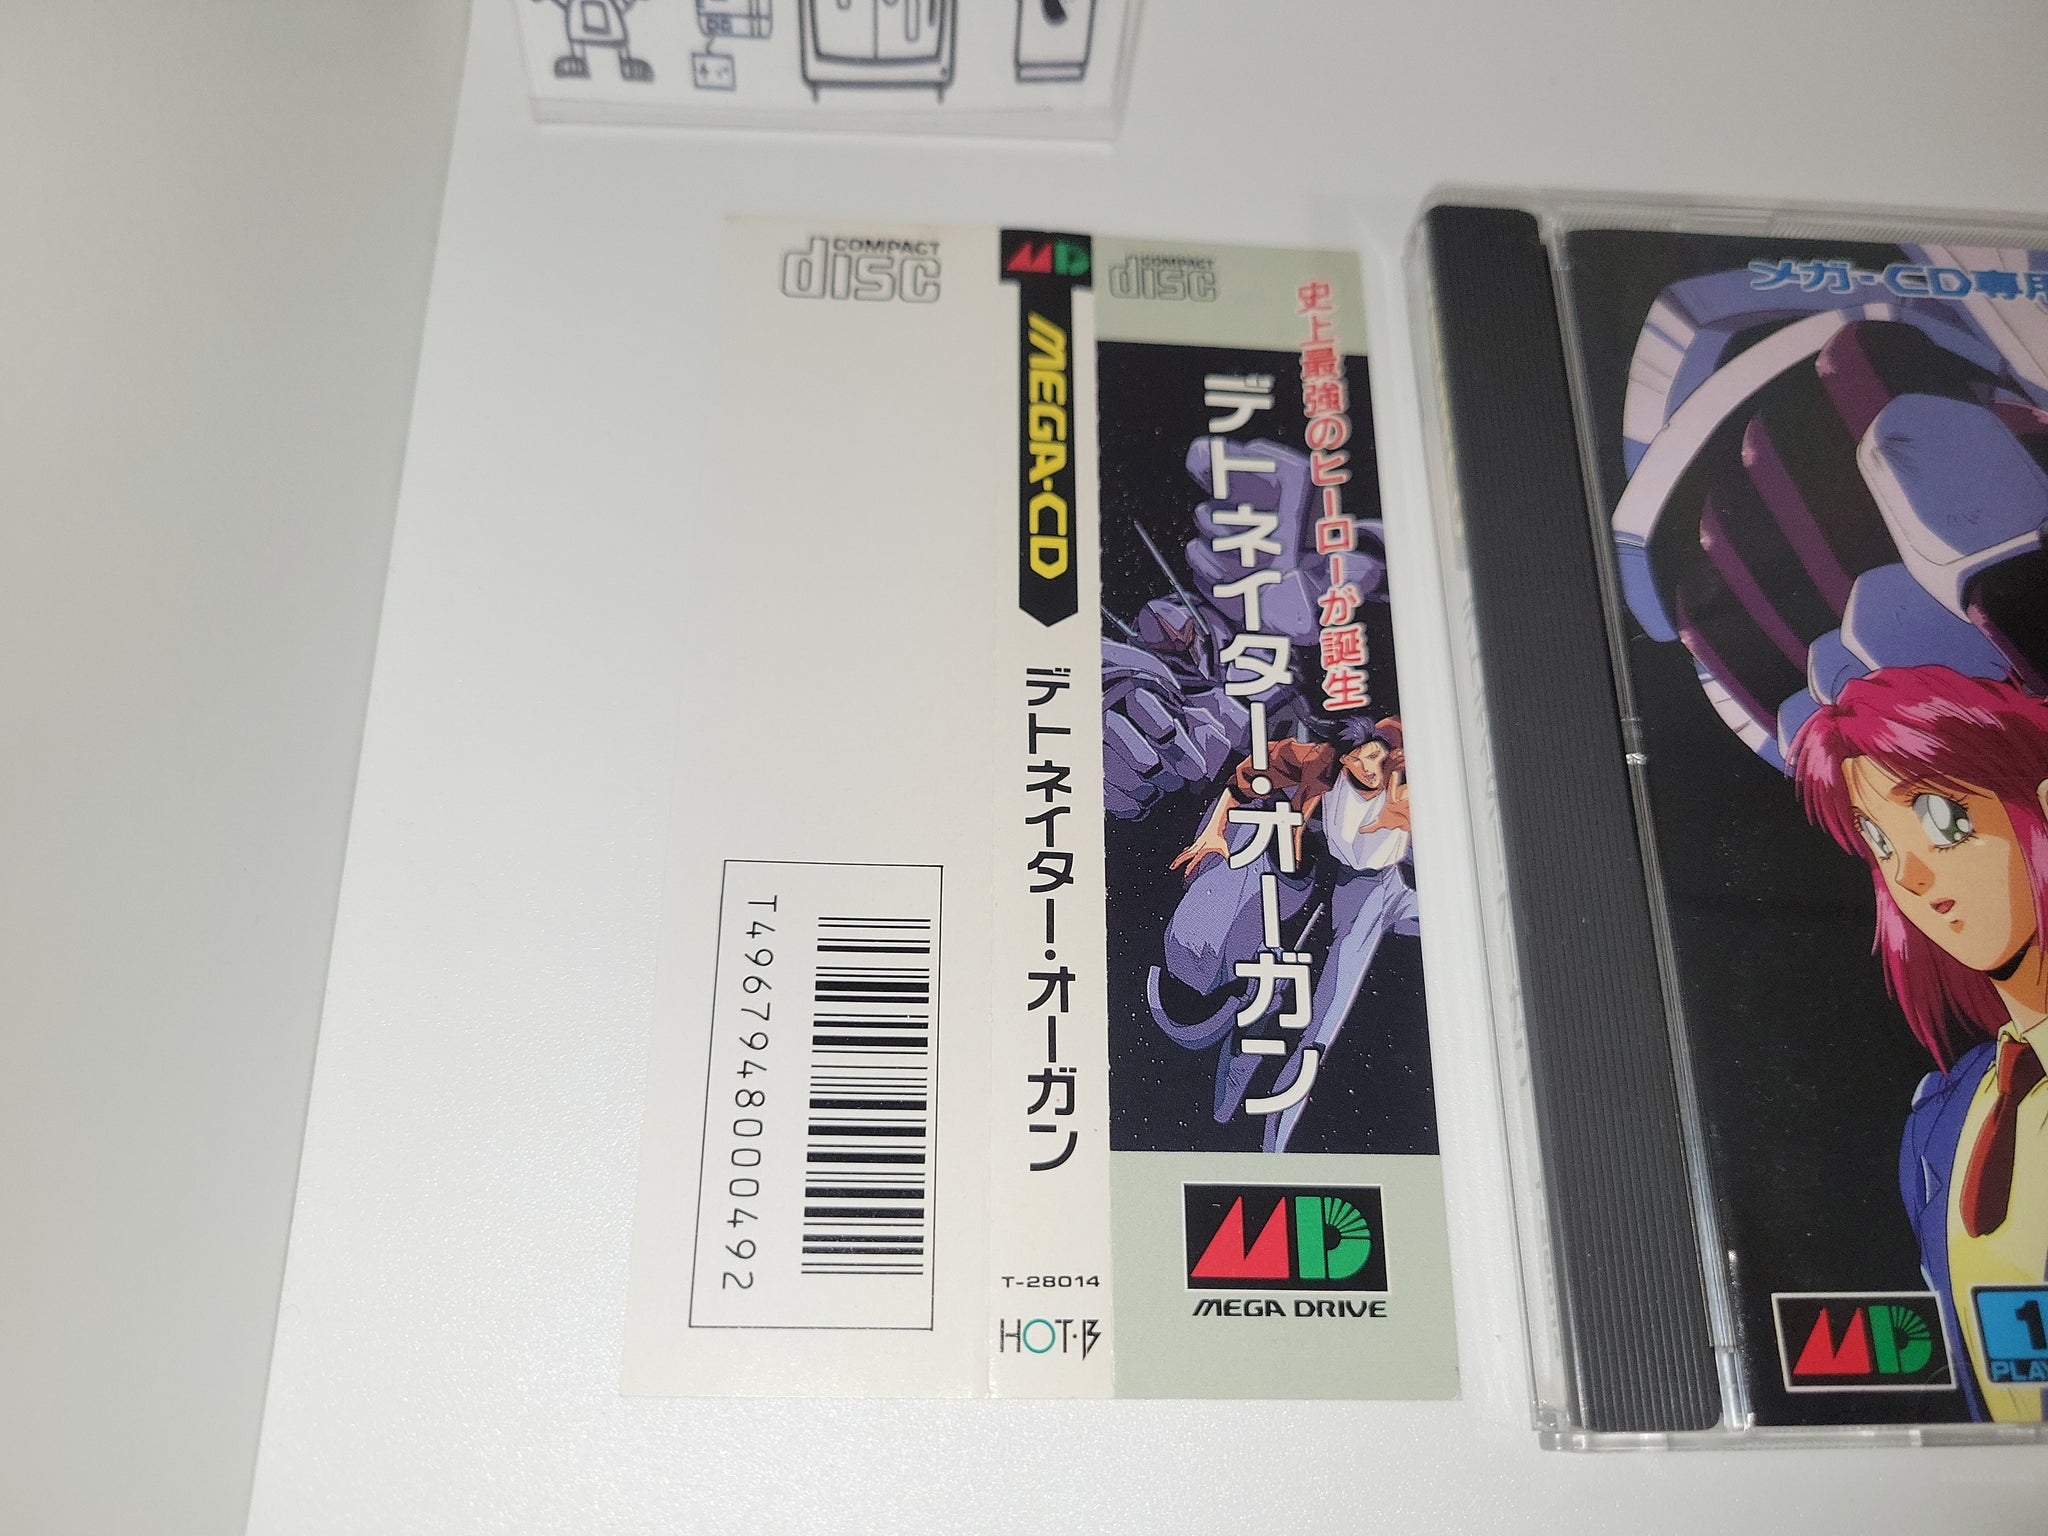 COMPACT
disc
T4967948000492
MD
MEGA-CD
デトネイター・オーガン
T-28014
HOT・B
COMPACT
disc
史上最強のヒーローが誕生
デトネイター・オーガン
MD
MEGA DRIVE
メガ-CD専用
MD
1
PLAY